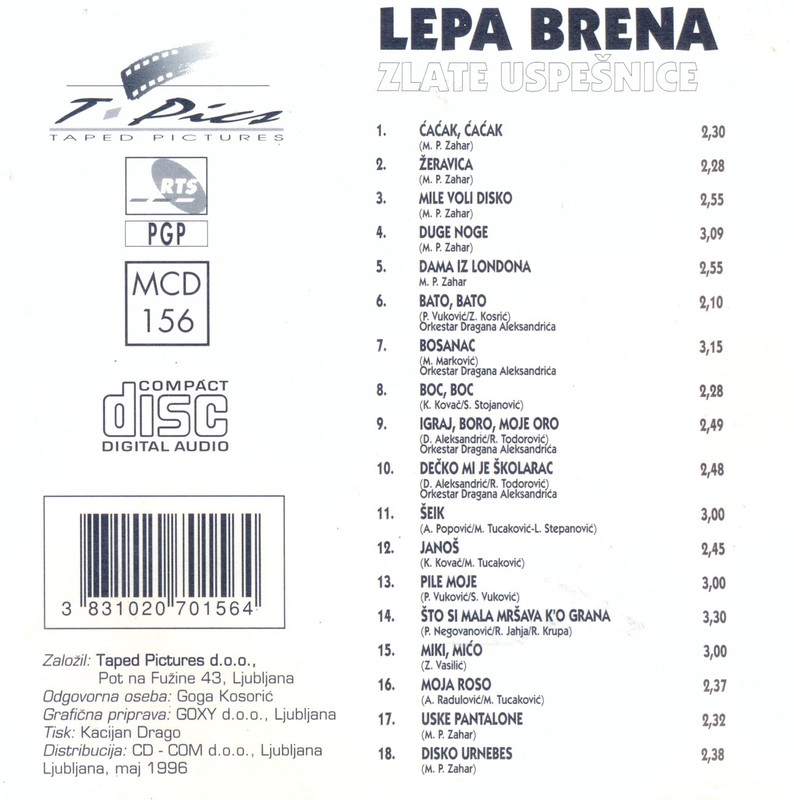 LEPA BRENA
ZLATE USPEŠNICE
T·Pics
TAPED PICTURES
RTS
PGP
MCD
156
COMPACT
disc
DIGITAL AUDIO
3 831020 701564
Založil: Taped Pictures d.o.o.,
Pot na Fužine 43, Ljubljana
Odgovorna oseba: Goga Kosorić
Grafična priprava: GOXY d.o.o., Ljubljana
Tisk: Kacijan Drago
Distribucija: CD - COM d.o.o., Ljubljana
Ljubljana, maj 1996
1. ĆAĆAK, ĆAĆAK 2,30
(M. P. Zahar)
2. ŽERAVICA 2,28
(M. P. Zahar)
3. MILE VOLI DISKO 2,55
(M. P. Zahar)
4. DUGE NOGE 3,09
(M. P. Zahar)
5. DAMA IZ LONDONA 2,55
M. P. Zahar
6. BATO, BATO 2,10
(P. Vuković/Z. Kosrić)
Orkestar Dragana Aleksandrića
7. BOSANAC 3,15
(M. Marković)
Orkestar Dragana Aleksandrića
8. BOC, BOC 2,28
(K. Kovač/S. Stojanović)
9. IGRAJ, BORO, MOJE ORO 2,49
(D. Aleksandrić/R. Todorović)
Orkestar Dragana Aleksandrića
10. DEČKO MI JE ŠKOLARAC 2,48
(D. Aleksandrić/R. Todorović)
Orkestar Dragana Aleksandrića
11. ŠEIK 3,00
(A. Popović/M. Tucaković-L. Stepanović)
12. JANOŠ 2,45
(K. Kovač/M. Tucaković)
13. PILE MOJE 3,00
(P. Vuković/S. Vuković)
14. ŠTO SI MALA MRŠAVA K'O GRANA 3,30
(P. Negovanović/R. Jahja/R. Krupa)
15. MIKI, MIĆO 3,00
(Z. Vasilić)
16. MOJA ROSO 2,37
(A. Radulović/M. Tucaković)
17. USKE PANTALONE 2,32
(M. P. Zahar)
18. DISKO URNEBES 2,38
(M. P. Zahar)